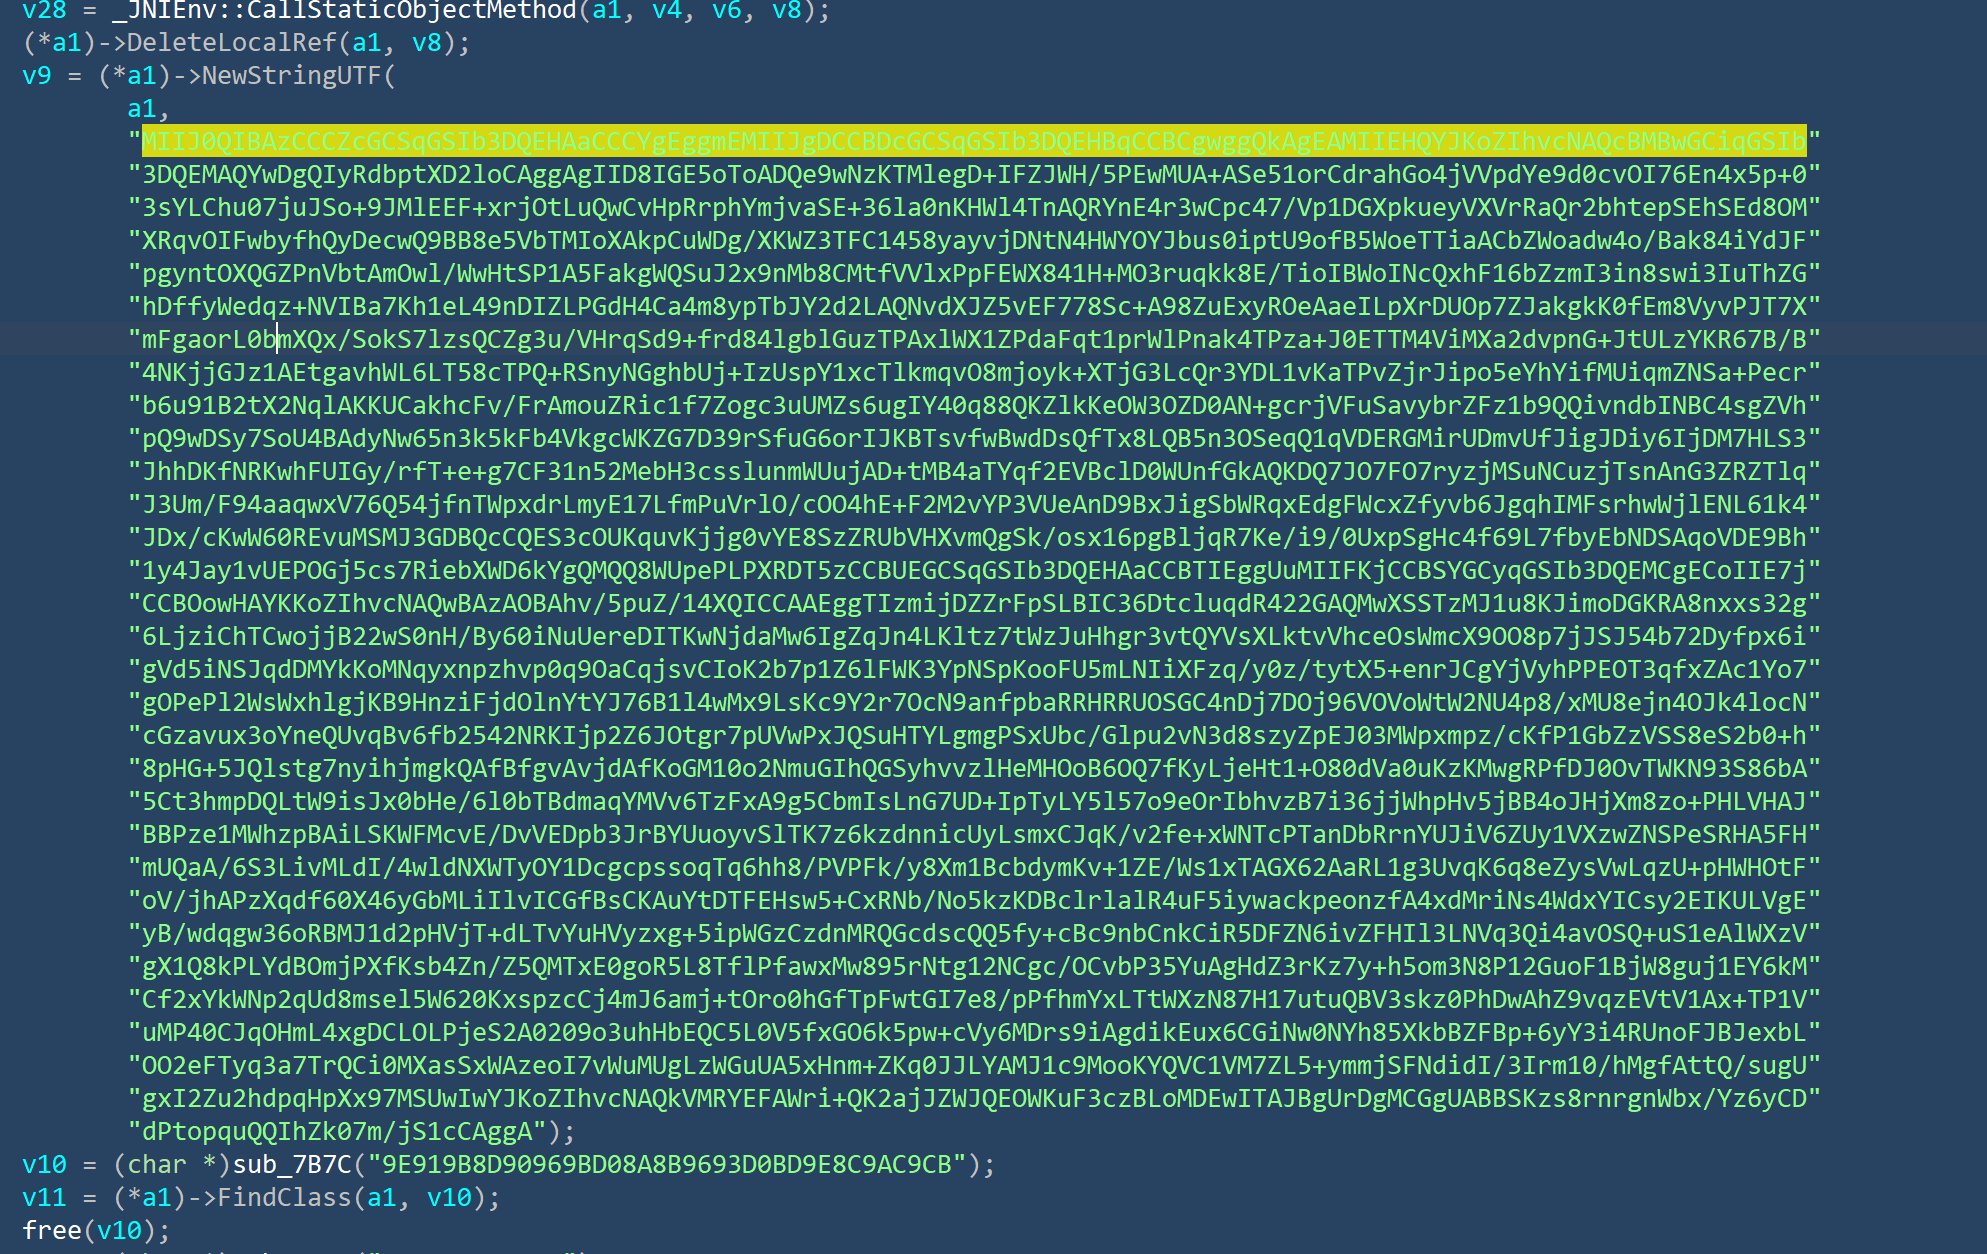 v28 = _JNIEnv::CallStaticObjectMethod(a1, v4, v6, v8);
(*a1)->DeleteLocalRef(a1, v8);
v9 = (*a1)->NewStringUTF(
a1,
"MIIJ0QIBAzCCCZcGCSqGSIb3DQEHAaCCCYgEggmEMIIJgDCCBDcGCSqGSIb3DQEHBqCCBCgwggQkAgEAMIIEHQYJKoZIhvcNAQcBMBwGCiqGSIb"
"3DQEMAQYwDgQIyRdbptXD2loCAggAgIID8IGE5oToADQe9wNzKTMlegD+IFZJWH/5PEwMUA+ASe51orCdrahGo4jVVpdYe9d0cvOI76En4x5p+0"
"3sYLChu07juJSo+9JMlEEF+xrjOtLuQwCvHpRrphYmjvaSE+36la0nKHWl4TnAQRYnE4r3wCpc47/Vp1DGXpkueyVXVrRaQr2bhtepSEhSEd8OM"
"XRqvOIFwbyfhQyDecwQ9BB8e5VbTMIoXAkpCuWDg/XKWZ3TFC1458yayvjDNtN4HWYOYJbus0iptU9ofB5WoeTTiaACbZWoadw4o/Bak84iYdJF"
"pgyntOXQGZPnVbtAmOwl/WwHtSP1A5FakgWQSuJ2x9nMb8CMtfVVlxPpFEWX841H+MO3ruqkk8E/TioIBWoINcQxhF16bZzmI3in8swi3IuThZG"
"hDffyWedqz+NVIBa7Kh1eL49nDIZLPGdH4Ca4m8ypTbJY2d2LAQNvdXJZ5vEF778Sc+A98ZuExyROeAaeILpXrDUOp7ZJakgkK0fEm8VyvPJT7X"
"mFgaorL0bmXQx/SokS7lzsQCZg3u/VHrqSd9+frd84lgblGuzTPAxlWX1ZPdaFqt1prWlPnak4TPza+J0ETTM4ViMXa2dvpnG+JtULzYKR67B/B"
"4NKjjGJz1AEtgavhWL6LT58cTPQ+RSnyNGghbUj+IzUspY1xcTlkmqvO8mjoyk+XTjG3LcQr3YDL1vKaTPvZjrJipo5eYhYifMUiqmZNSa+Pecr"
"b6u91B2tX2NqlAKKUCakhcFv/FrAmouZRic1f7Zogc3uUMZs6ugIY40q88QKZlkKeOW3OZD0AN+gcrjVFuSavybrZFz1b9QQivndbINBC4sgZVh"
"pQ9wDSy7SoU4BAdyNw65n3k5kFb4VkgcWKZG7D39rSfuG6orIJKBTsvfwBwdDsQfTx8LQB5n3OSeqQ1qVDERGMirUDmvUfJigJDiy6IjDM7HLS3"
"JhhDKfNRKwhFUIGy/rfT+e+g7CF31n52MebH3csslunmWUujAD+tMB4aTYqf2EVBclD0WUnfGkAQKDQ7JO7FO7ryzjMSuNCuzjTsnAnG3ZRZTlq"
"J3Um/F94aaqwxV76Q54jfnTWpxdrLmyE17LfmPuVrlO/cOO4hE+F2M2vYP3VUeAnD9BxJigSbWRqxEdgFWcxZfyvb6JgqhIMFsrhwWjlENL61k4"
"JDx/cKwW60REvuMSMJ3GDBQcCQES3cOUKquvKjjg0vYE8SzZRUbVHXvmQgSk/osx16pgBljqR7Ke/i9/0UxpSgHc4f69L7fbyEbNDSAqoVDE9Bh"
"1y4Jay1vUEPOGj5cs7RiebXWD6kYgQMQQ8WUpePLPXRDT5zCCBUEGCSqGSIb3DQEHAaCCBTIEggUuMIIFKjCCBSYGCyqGSIb3DQEMCgECoIIE7j"
"CCBOowHAYKKoZIhvcNAQwBAzAOBAhv/5puZ/14XQICCAAEggTIzmijDZZrFpSLBIC36DtcluqdR422GAQMwXSSTzMJ1u8KJimoDGKRA8nxxs32g"
"6LjziChTCwojjB22wS0nH/By60iNuUereDITKwNjdaMw6IgZqJn4LKltz7tWzJuHhgr3vtQYVsXLktvVhceOsWmcX9OO8p7jJSJ54b72Dyfpx6i"
"gVd5iNSJqdDMYkKoMNqyxnpzhvp0q9OaCqjsvCIoK2b7p1Z6lFWK3YpNSpKooFU5mLNIiXFzq/y0z/tytX5+enrJCgYjVyhPPEOT3qfxZAc1Yo7"
"gOPePl2WsWxhlgjKB9HnziFjdOlnYtYJ76B1l4wMx9LsKc9Y2r7OcN9anfpbaRRHRRUOSGC4nDj7DOj96VOVoWtW2NU4p8/xMU8ejn4OJk4locN"
"cGzavux3oYneQUvqBv6fb2542NRKIjp2Z6JOtgr7pUVwPxJQSuHTYLgmgPSxUbc/Glpu2vN3d8szyZpEJ03MWpxmpz/cKfP1GbZzVSS8eS2b0+h"
"8pHG+5JQlstg7nyihjmgkQAfBfgvAvjdAfKoGM10o2NmuGIhQGSyhvvzlHeMHOoB6OQ7fKyLjeHt1+O80dVa0uKzKMwgRPfDJ0OvTWKN93S86bA"
"5Ct3hmpDQLtW9isJx0bHe/6l0bTBdmaqYMVv6TzFxA9g5CbmIsLnG7UD+IpTyLY5l57o9eOrIbhvzB7i36jjWhpHv5jBB4oJHjXm8zo+PHLVHAJ"
"BBPze1MWhzpBAiLSKWFMcvE/DvVEDpb3JrBYUuoyvSlTK7z6kzdnnicUyLsmxCJqK/v2fe+xWNTcPTanDbRrnYUJiV6ZUy1VXzwZNSPeSRHA5FH"
"mUQaA/6S3LivMLdI/4wldNXWTyOY1DcgcpssoqTq6hh8/PVPFk/y8Xm1BcbdymKv+1ZE/Ws1xTAGX62AaRL1g3UvqK6q8eZysVwLqzU+pHWHOtF"
"oV/jhAPzXqdf60X46yGbMLiIlvICGfBsCKAuYtDTFEHsw5+CxRNb/No5kzKDBclrlalR4uF5iywackpeonzfA4xdMriNs4WdxYICsy2EIKULVgE"
"yB/wdqgw36oRBMJ1d2pHVjT+dLTvYuHVyzxg+5ipWGzCzdnMRQGcdscQQ5fy+cBc9nbCnkCiR5DFZN6ivZFHIl3LNVq3Qi4avOSQ+uS1eAlWXzV"
"gX1Q8kPLYdBOmjPXfKsb4Zn/Z5QMTxE0goR5L8TflPfawxMw895rNtg12NCgc/OCvbP35YuAgHdZ3rKz7y+h5om3N8P12GuoF1BjW8guj1EY6kM"
"Cf2xYkWNp2qUd8msel5W620KxspzcCj4mJ6amj+tOro0hGfTpFwtGI7e8/pPfhmYxLTtWXzN87H17utuQBV3skz0PhDwAhZ9vqzEVtV1Ax+TP1V"
"uMP40CJqOHmL4xgDCLOLPjeS2A0209o3uhHbEQC5L0V5fxGO6k5pw+cVy6MDrs9iAgdikEux6CGiNw0NYh85XkbBZFBp+6yY3i4RUnoFJBJexbL"
"OO2eFTyq3a7TrQCi0MXasSxWAzeoI7vWuMUgLzWGuUA5xHnm+ZKq0JJLYAMJ1c9MooKYQVC1VM7ZL5+ymmjSFNdidI/3Irm10/hMgfAttQ/sugU"
"gxI2Zu2hdpqHpXx97MSUwIwYJKoZIhvcNAQkVMRYEFAWri+QK2ajJZWJQEOWKuF3czBLoMDEwITAJBgUrDgMCGgUABBSKzs8rnrgnWbx/Yz6yCD"
"dPtopquQQIhZk07m/jS1cCAggA");
v10 = (char *)sub_7B7C("9E919B8D90969BD08A8B9693D0BD9E8C9AC9CB");
v11 = (*a1)->FindClass(a1, v10);
free(v10);